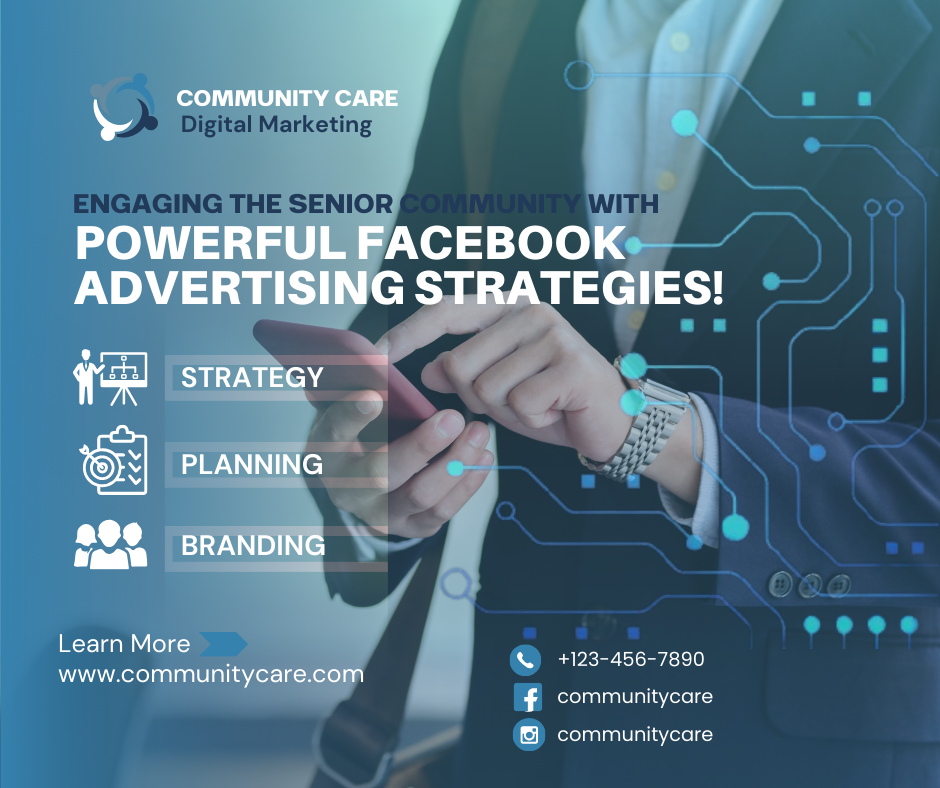 COMMUNITY CARE
Digital Marketing
ENGAGING THE SENIOR COMMUNITY WITH
POWERFUL FACEBOOK
ADVERTISING STRATEGIES!
STRATEGY
PLANNING
BRANDING
Learn More
www.communitycare.com
+123-456-7890
communitycare
communitycare